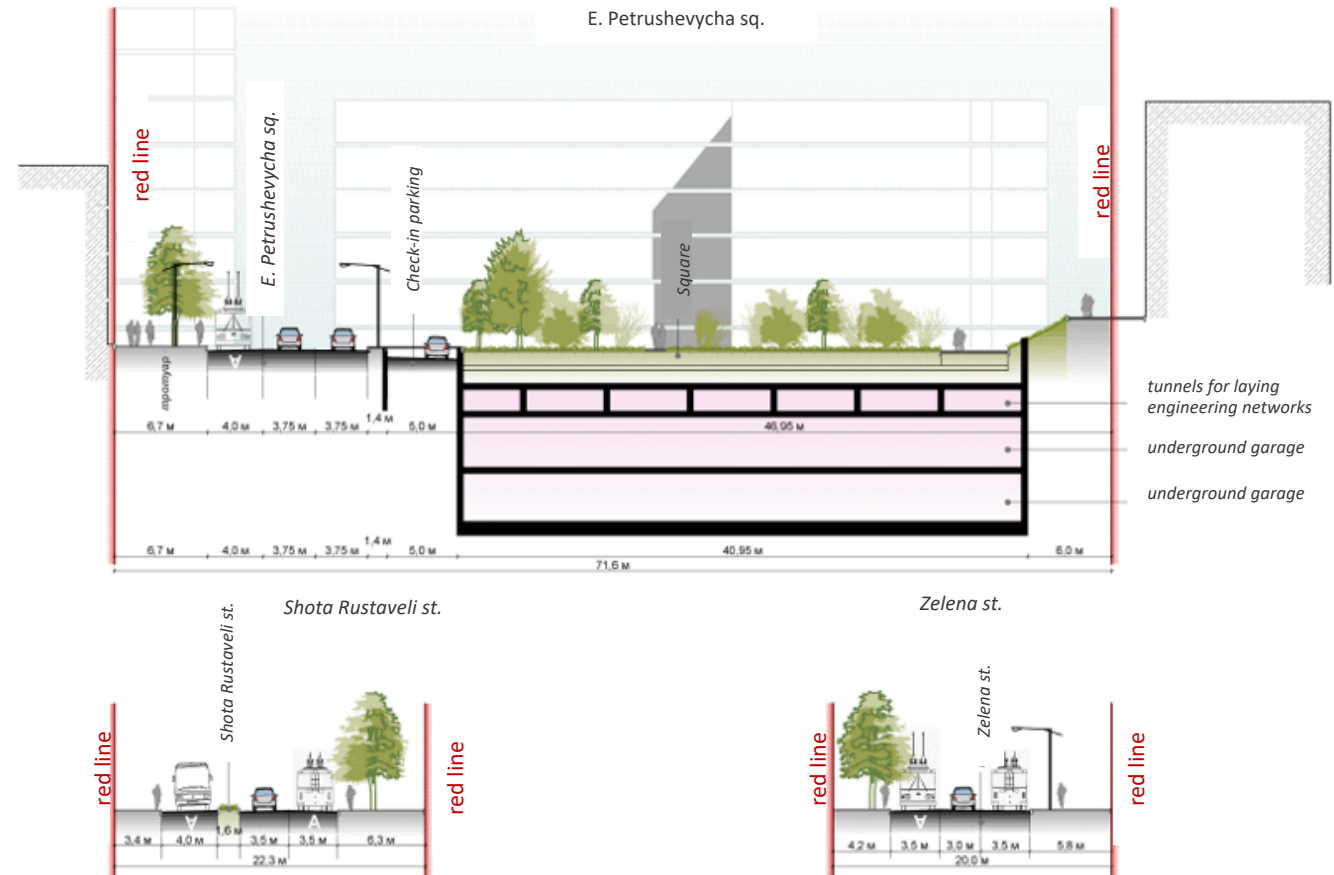 E. Petrushevycha sq.
red line
E. Petrushevycha sq.
Check-in parking
Square
red line
тротуар
А
tunnels for laying
engineering networks
underground garage
underground garage
6,7 м
4,0 м
3,75 м
3,75 м
1,4 м
5,0 м
46,95 м
6,7 м
4,0 м
3,75 м
3,75 м
1,4 м
5,0 м
40,95 м
6,0 м
71,6 м
Shota Rustaveli st.
red line
Shota Rustaveli st.
red line
А
А
3,4 м
4,0 м
1,6 м
3,5 м
3,5 м
6,3 м
22,3 м
Zelena st.
red line
Zelena st.
red line
А
4,2 м
3,5 м
3,0 м
3,5 м
5,8 м
20,0 м